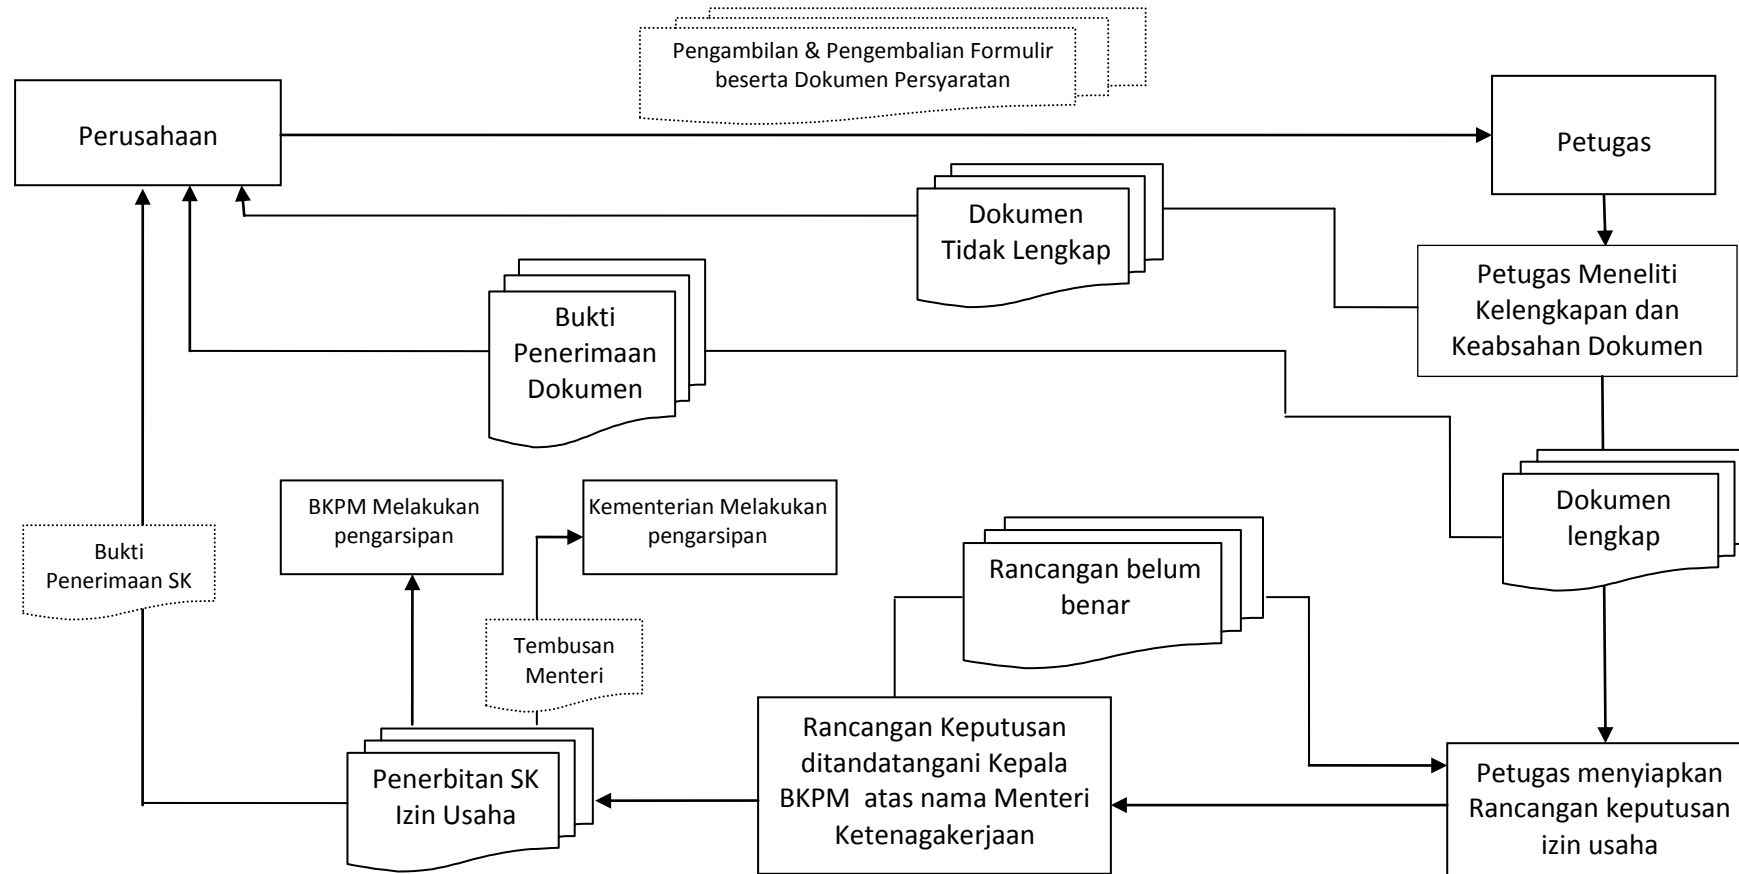 Pengambilan & Pengembalian Formulir
beserta Dokumen Persyaratan
Perusahaan
Petugas
Dokumen
Tidak Lengkap
Petugas Meneliti
Kelengkapan dan
Keabsahan Dokumen
Bukti
Penerimaan
Dokumen
Dokumen
lengkap
BKPM Melakukan
pengarsipan
Kementerian Melakukan
pengarsipan
Bukti
Penerimaan SK
Rancangan belum
benar
Tembusan
Menteri
Penerbitan SK
Izin Usaha
Rancangan Keputusan
ditandatangani Kepala
BKPM atas nama Menteri
Ketenagakerjaan
Petugas menyiapkan
Rancangan keputusan
izin usaha